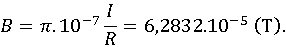 B = π.10⁻⁷ I/R = 6,2832.10⁻⁵ (T).